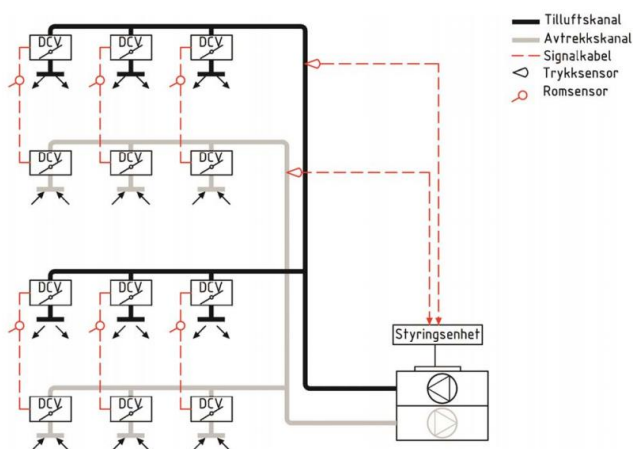 DCV DCV DCV
DCV DCV DCV
DCV DCV DCV
DCV DCV DCV
Styringsenhet
Tilluftskanal
Avtrekkskanal
Signalkabel
Trykksensor
Romsensor